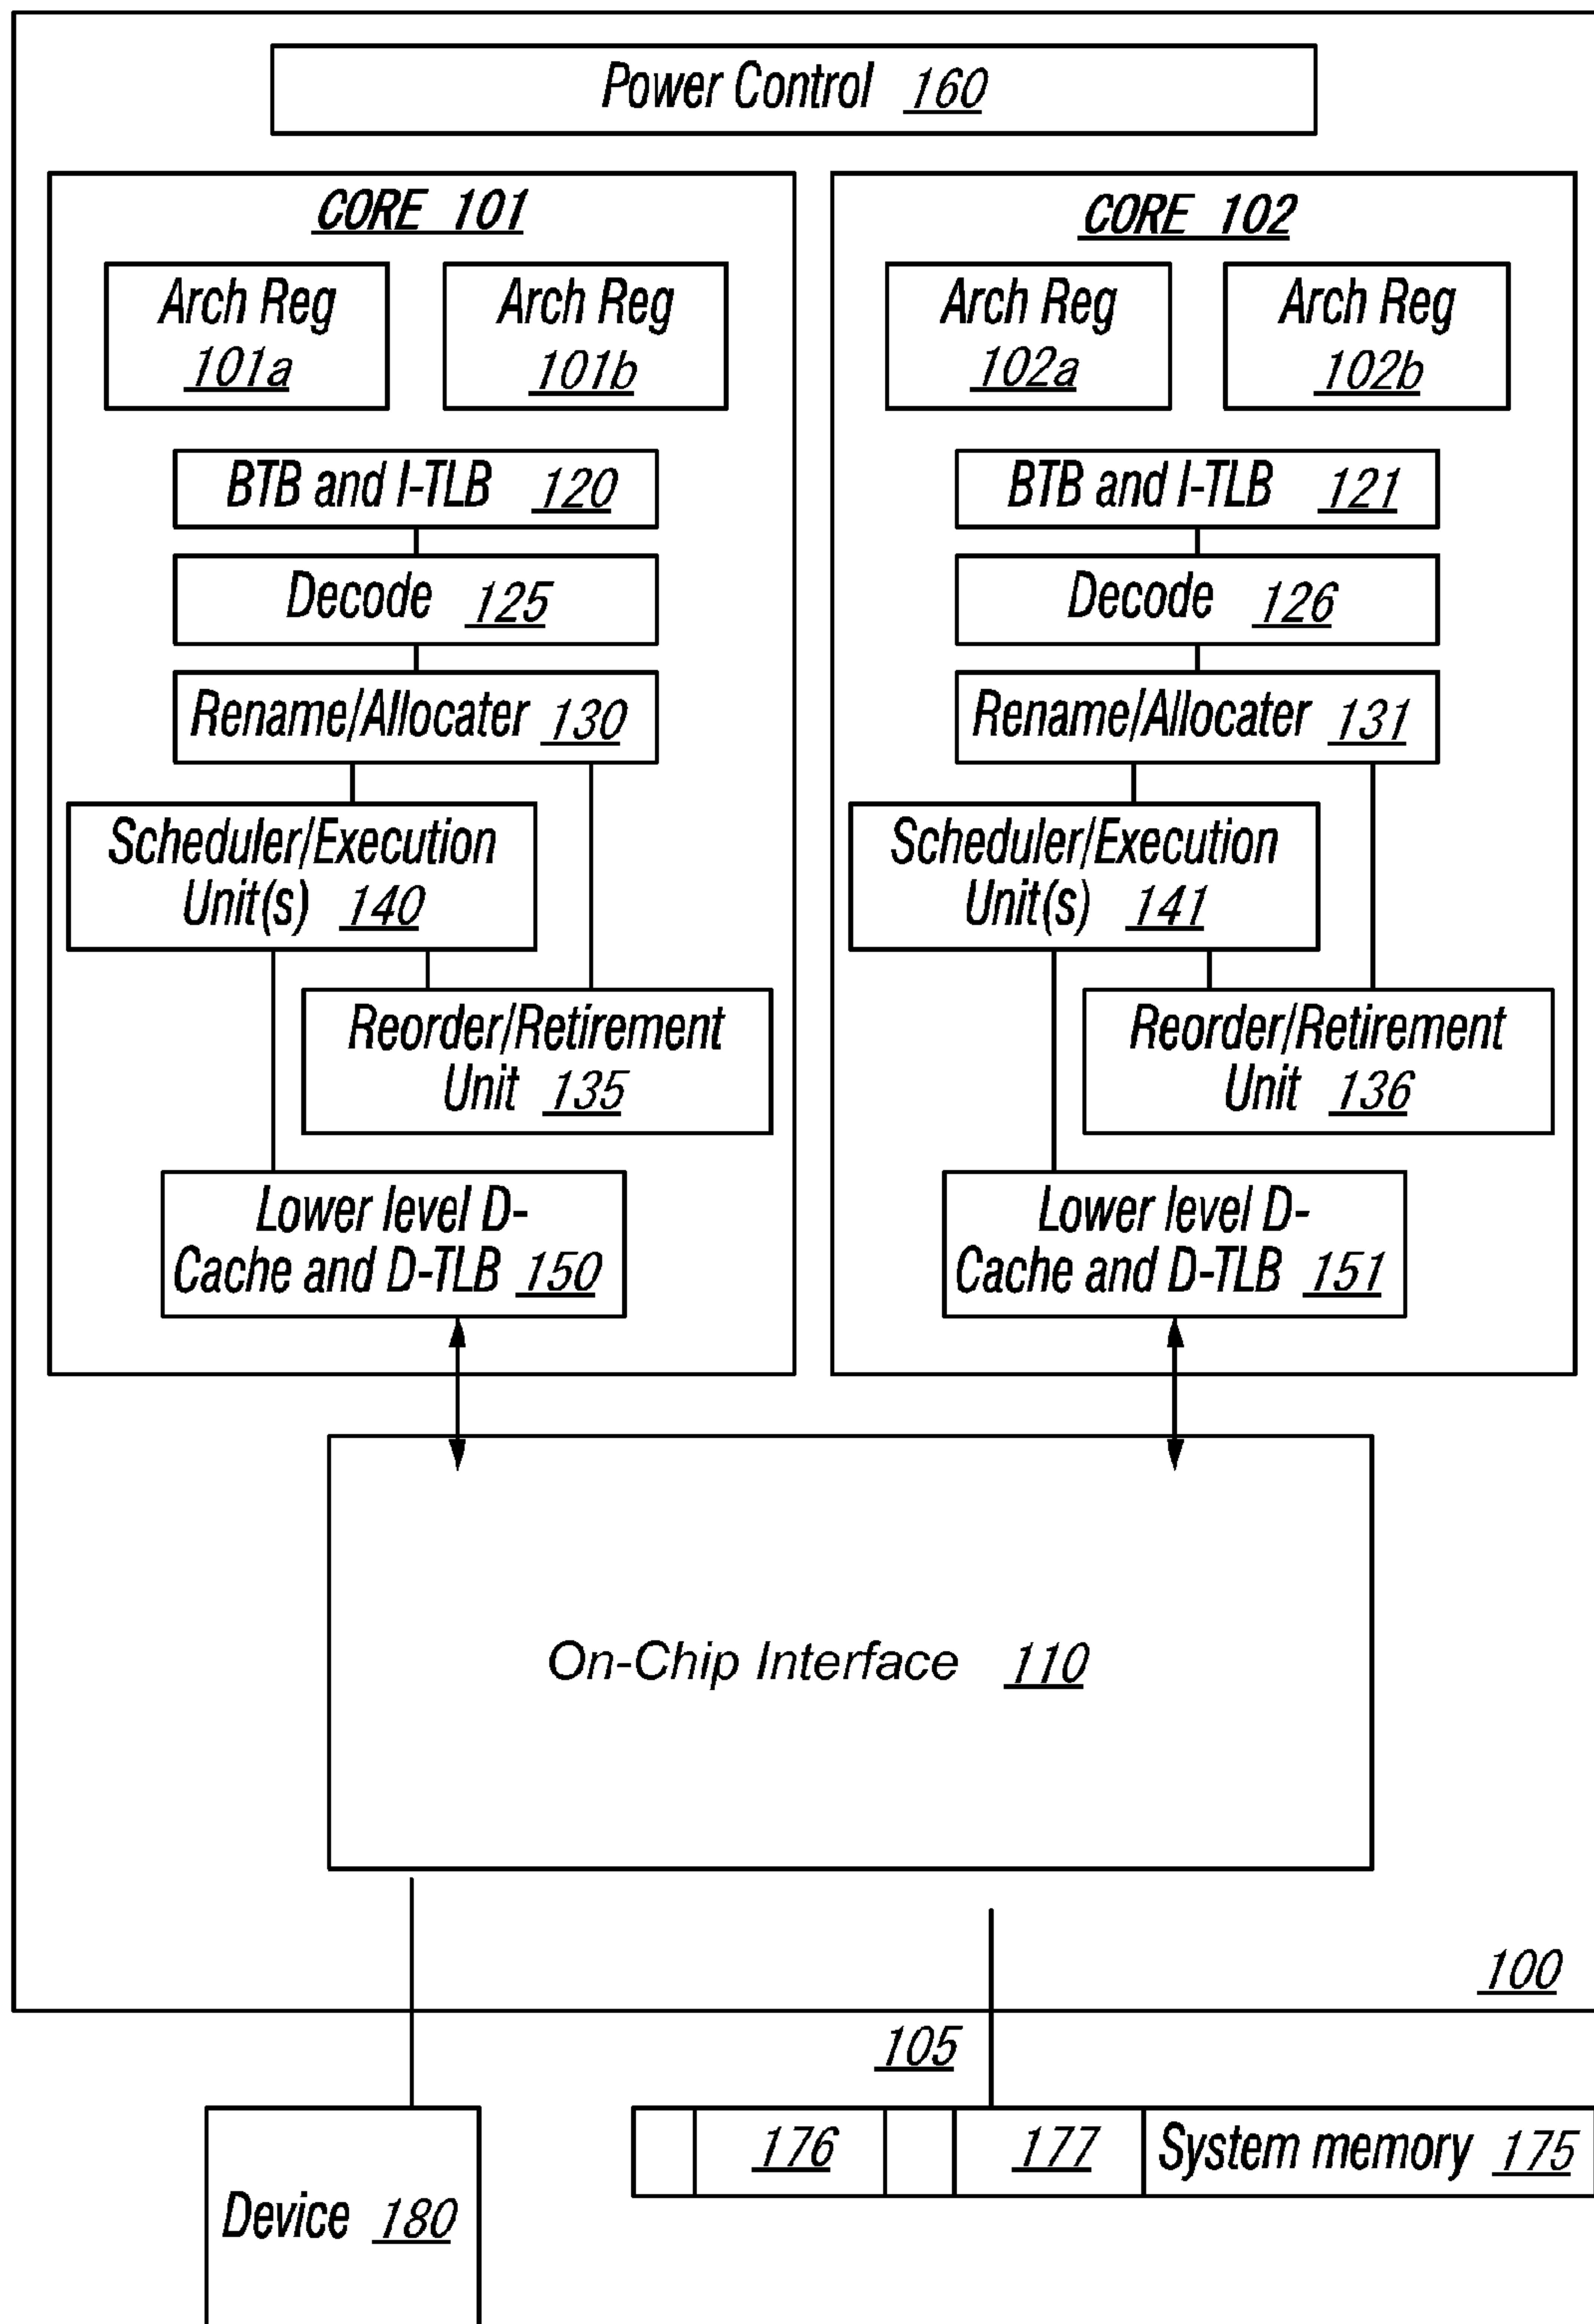 Power Control 160
CORE 101
Arch Reg
101a
Arch Reg
101b
BTB and I-TLB 120
Decode 125
Rename/Allocater 130
Scheduler/Execution
Unit(s) 140
Reorder/Retirement
Unit 135
Lower level D-
Cache and D-TLB 150
CORE 102
Arch Reg
102a
Arch Reg
102b
BTB and I-TLB 121
Decode 126
Rename/Allocater 131
Scheduler/Execution
Unit(s) 141
Reorder/Retirement
Unit 136
Lower level D-
Cache and D-TLB 151
On-Chip Interface 110
100
105
176
177
System memory 175
Device 180